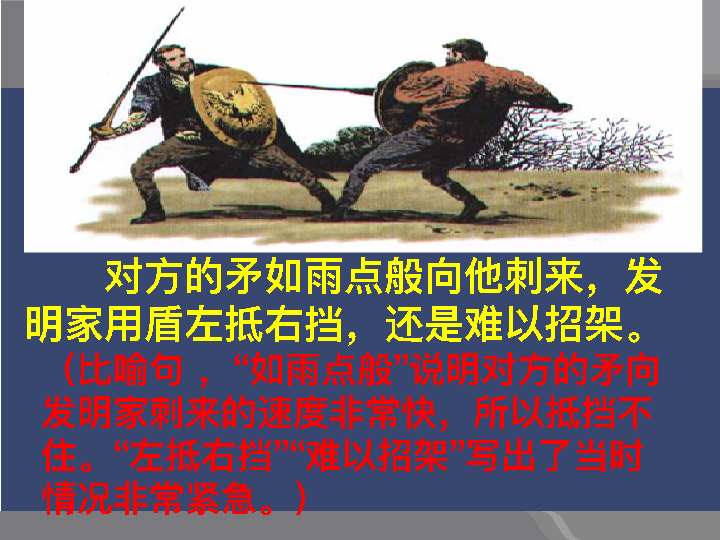 对方的矛如雨点般向他刺来，发
明家用盾左抵右挡，还是难以招架。
（比喻句 ，“如雨点般”说明对方的矛向
发明家刺来的速度非常快，所以抵挡不
住。“左抵右挡”“难以招架”写出了当时
情况非常紧急。）